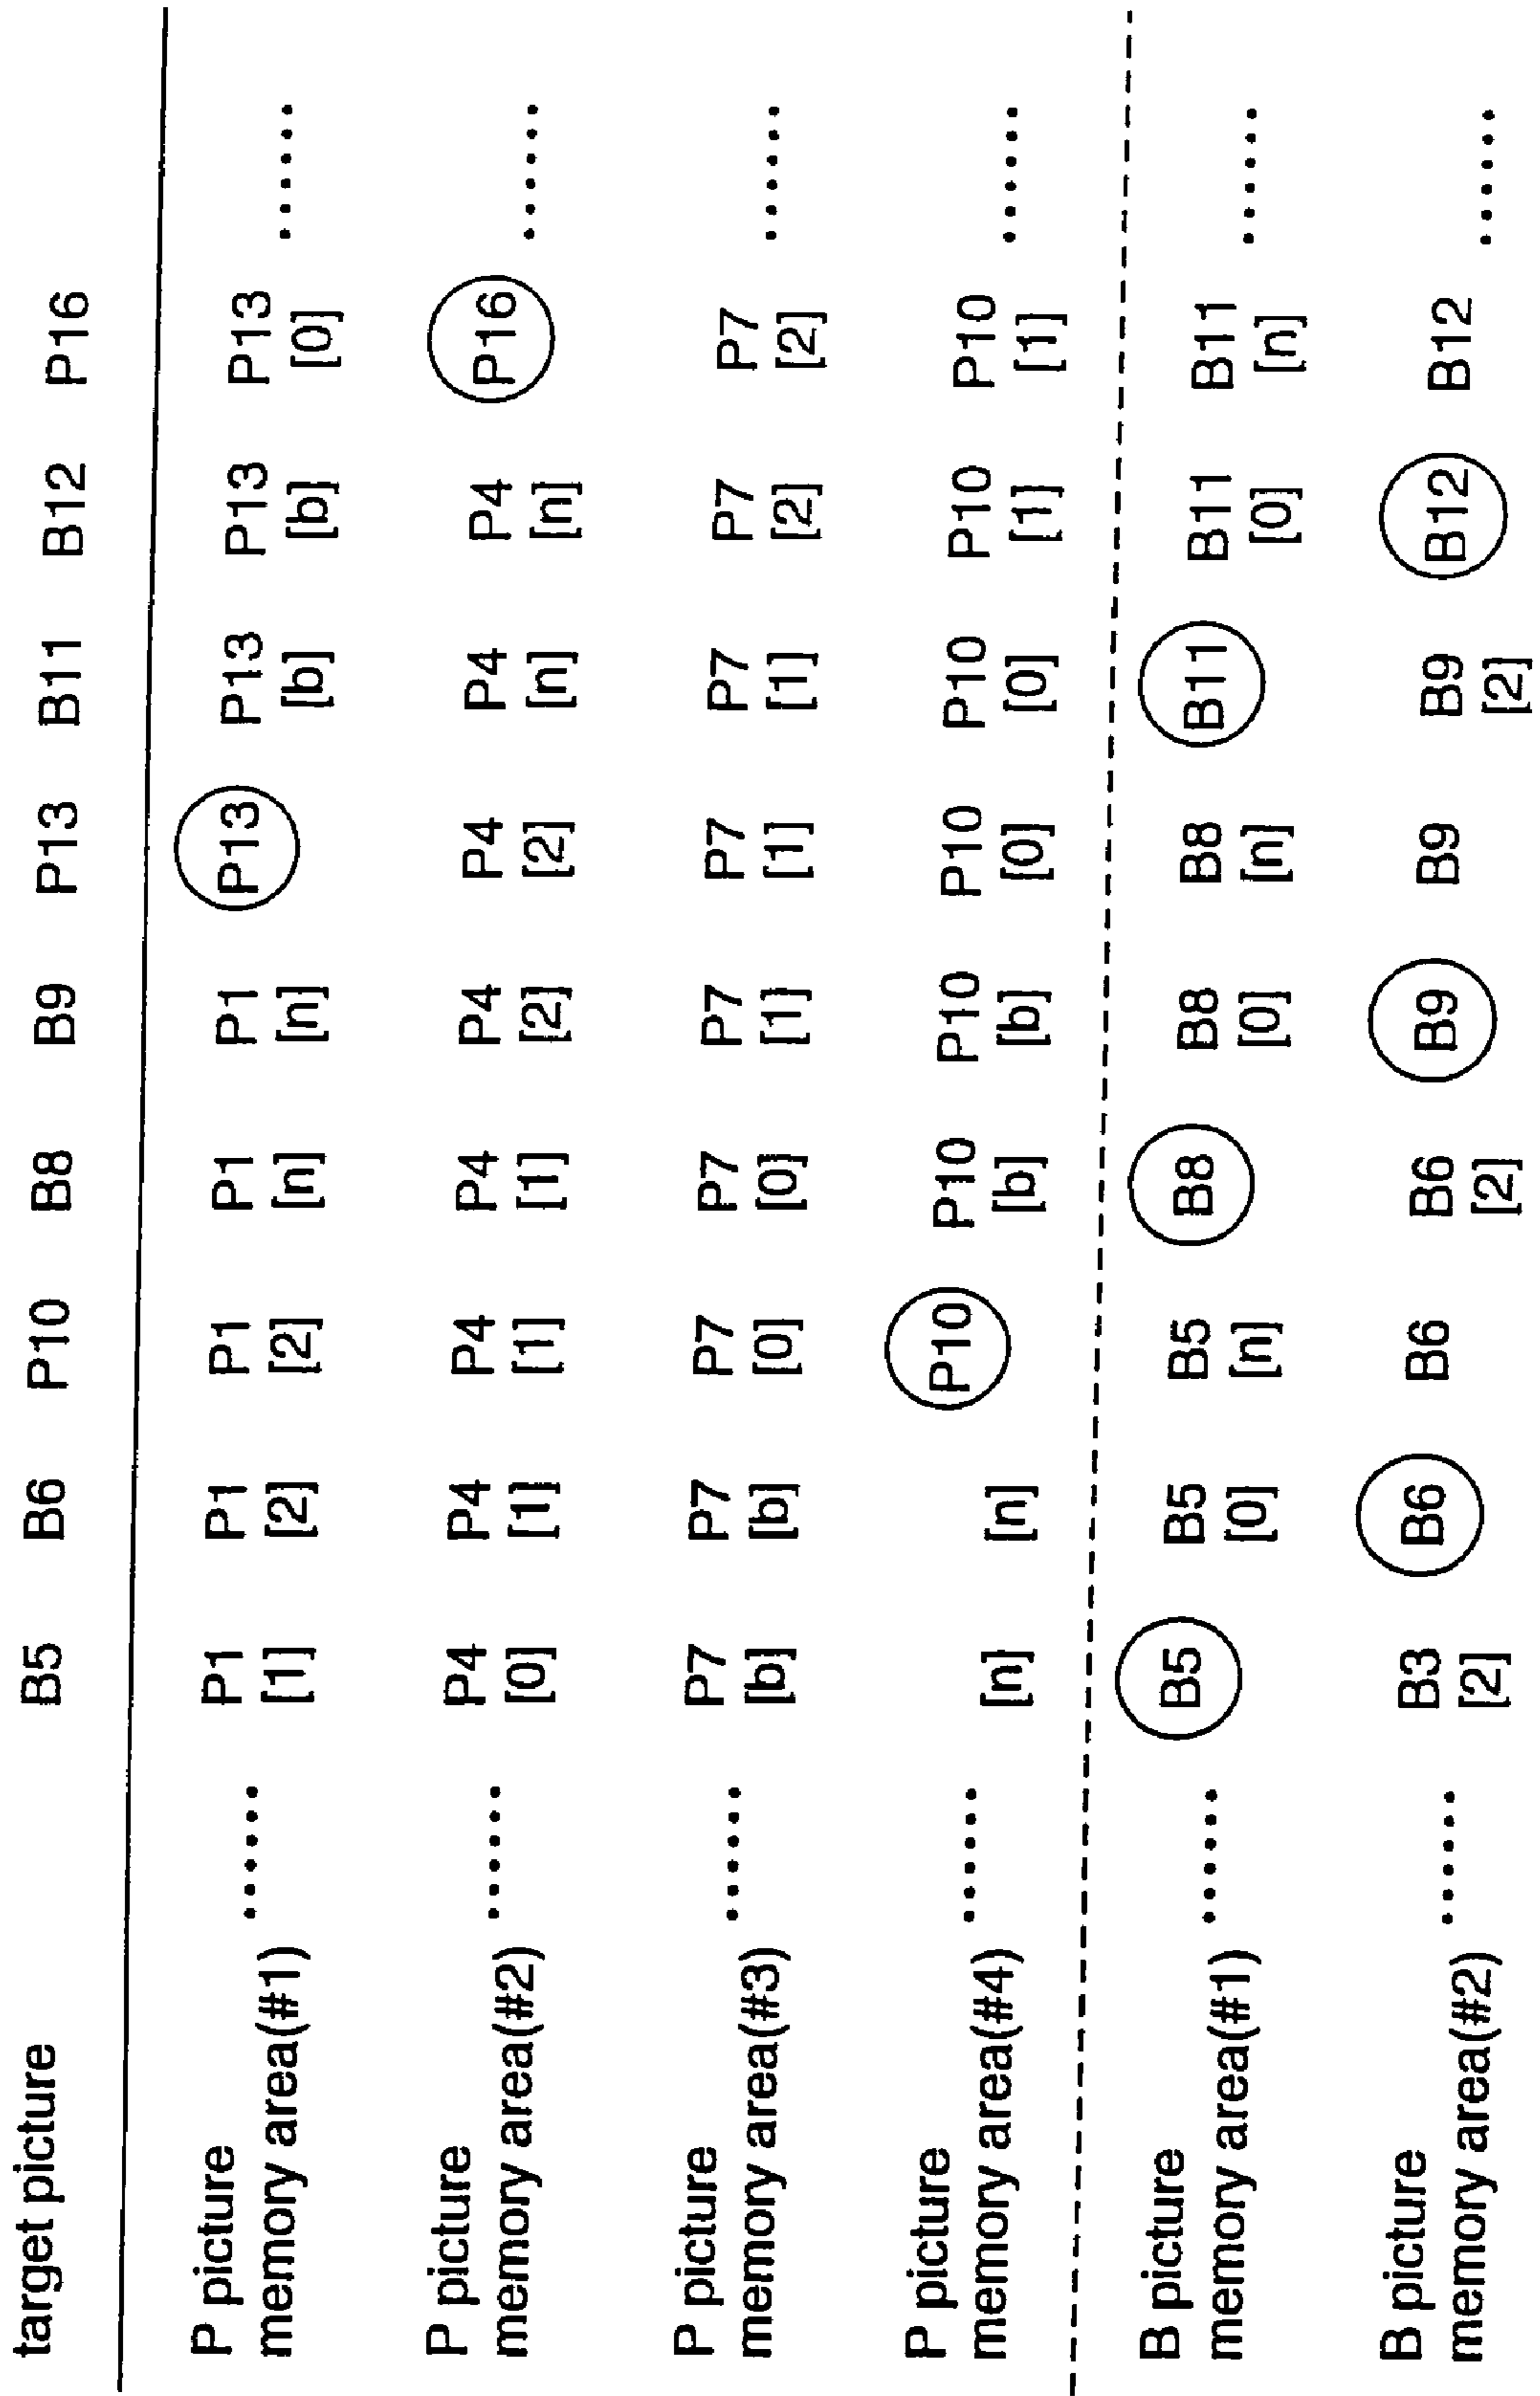 target picture B5 B6 P10 B8 B9 P13 B11 B12 P16
P picture ...... P1 P1 P1 P1 P1 P13 P13 P13 P13 ......
memory area(#1) [1] [2] [2] [n] [n] [b] [b] [0]
P picture ...... P4 P4 P4 P4 P4 P4 P4 P4 P16 ......
memory area(#2) [0] [1] [1] [1] [2] [2] [n] [n]
P picture ...... P7 P7 P7 P7 P7 P7 P7 P7 P7 ......
memory area(#3) [b] [b] [0] [0] [1] [1] [1] [2] [2]
P picture ...... P10 P10 P10 P10 P10 P10 P10 ......
memory area(#4) [n] [n] [b] [b] [0] [0] [1] [1]
B picture ...... B5 B5 B5 B8 B8 B8 B11 B11 B11 ......
memory area(#1) [0] [n] [0] [n] [0] [n]
B picture ...... B3 B6 B6 B6 B9 B9 B9 B12 B12 ......
memory area(#2) [2] [2] [2]